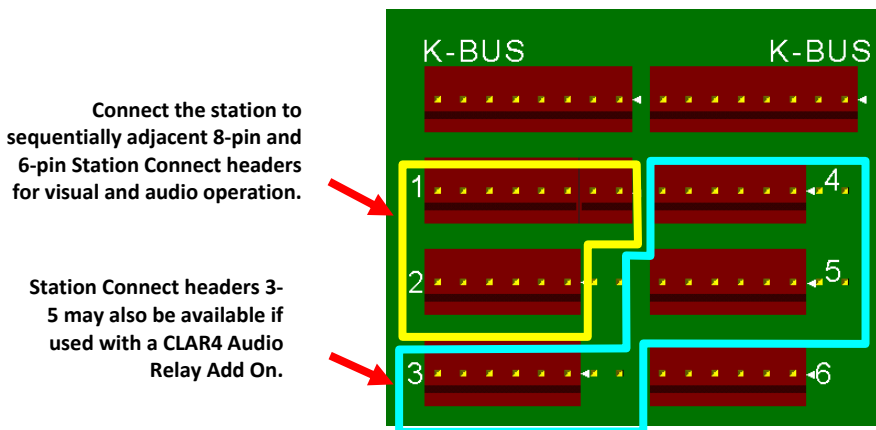 K-BUS
K-BUS
Connect the station to
sequentially adjacent 8-pin and
6-pin Station Connect headers
for visual and audio operation.
1
4
2
5
Station Connect headers 3-
5 may also be available if
used with a CLAR4 Audio
Relay Add On.
3
6